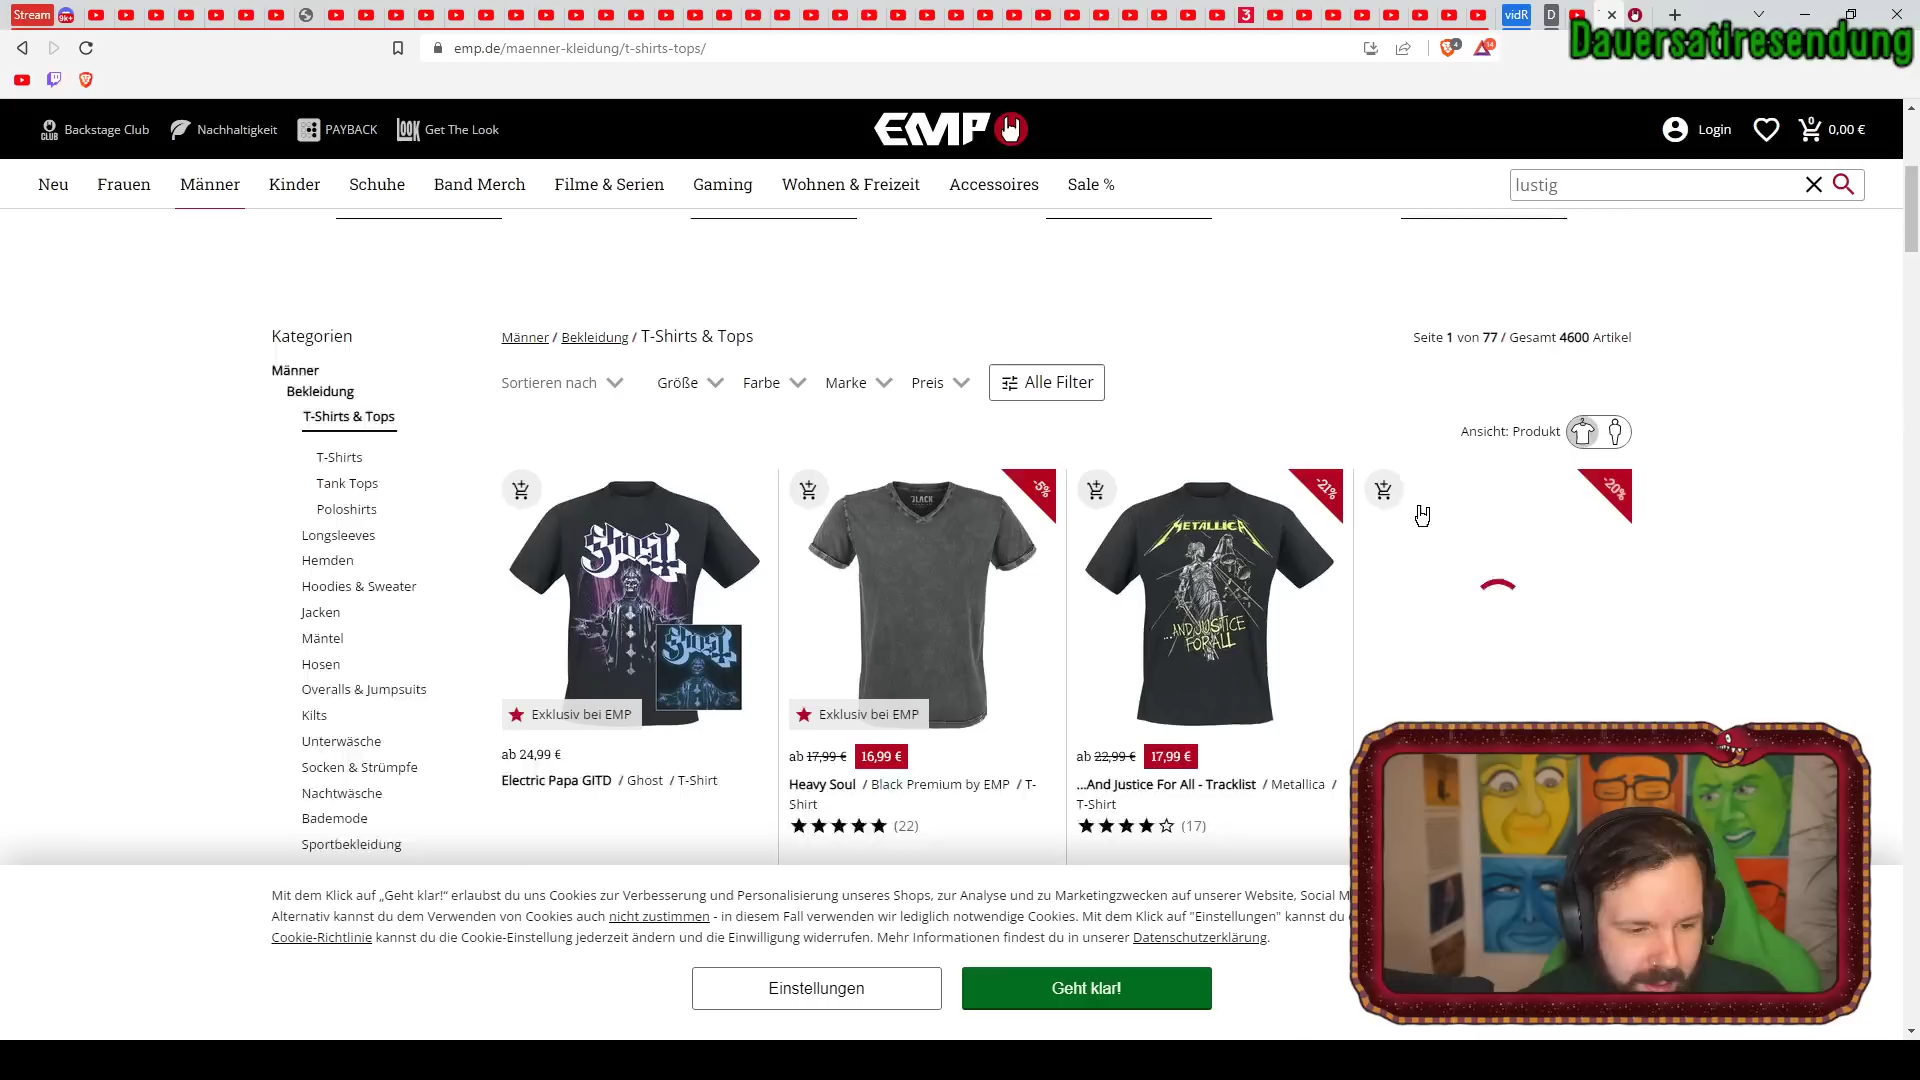 Stream
9k+
3
vidR
D
emp.de/maenner-kleidung/t-shirts-tops/
4
14
Dauersatiresendung
CLUB
Backstage Club
Nachhaltigkeit
PAYBACK
LOOK
Get The Look
EMP
Login
0
0,00 €
Neu
Frauen
Männer
Kinder
Schuhe
Band Merch
Filme & Serien
Gaming
Wohnen & Freizeit
Accessoires
Sale %
lustig
Kategorien
Männer / Bekleidung / T-Shirts & Tops
Seite 1 von 77 / Gesamt 4600 Artikel
Männer
Bekleidung
T-Shirts & Tops
Sortieren nach
Größe
Farbe
Marke
Preis
Alle Filter
Ansicht: Produkt
T-Shirts
Tank Tops
Poloshirts
Longsleeves
Hemden
Hoodies & Sweater
Jacken
Mäntel
Hosen
Overalls & Jumpsuits
Kilts
Unterwäsche
Socken & Strümpfe
Nachtwäsche
Bademode
Sportbekleidung
Ghost
Ghost
Exklusiv bei EMP
ab 24,99 €
Electric Papa GITD / Ghost / T-Shirt
-5%
BLACK
Exklusiv bei EMP
ab 17,99 € 16,99 €
Heavy Soul / Black Premium by EMP / T-
Shirt
(22)
-21%
METALLICA
...AND JUSTICE
FOR ALL
ab 22,99 € 17,99 €
...And Justice For All - Tracklist / Metallica /
T-Shirt
(17)
-20%
Mit dem Klick auf „Geht klar!“ erlaubst du uns Cookies zur Verbesserung und Personalisierung unseres Shops, zur Analyse und zu Marketingzwecken auf unserer Website, Social M
Alternativ kannst du dem Verwenden von Cookies auch nicht zustimmen - in diesem Fall verwenden wir lediglich notwendige Cookies. Mit dem Klick auf "Einstellungen" kannst du
Cookie-Richtlinie kannst du die Cookie-Einstellung jederzeit ändern und die Einwilligung widerrufen. Mehr Informationen findest du in unserer Datenschutzerklärung.
Einstellungen
Geht klar!